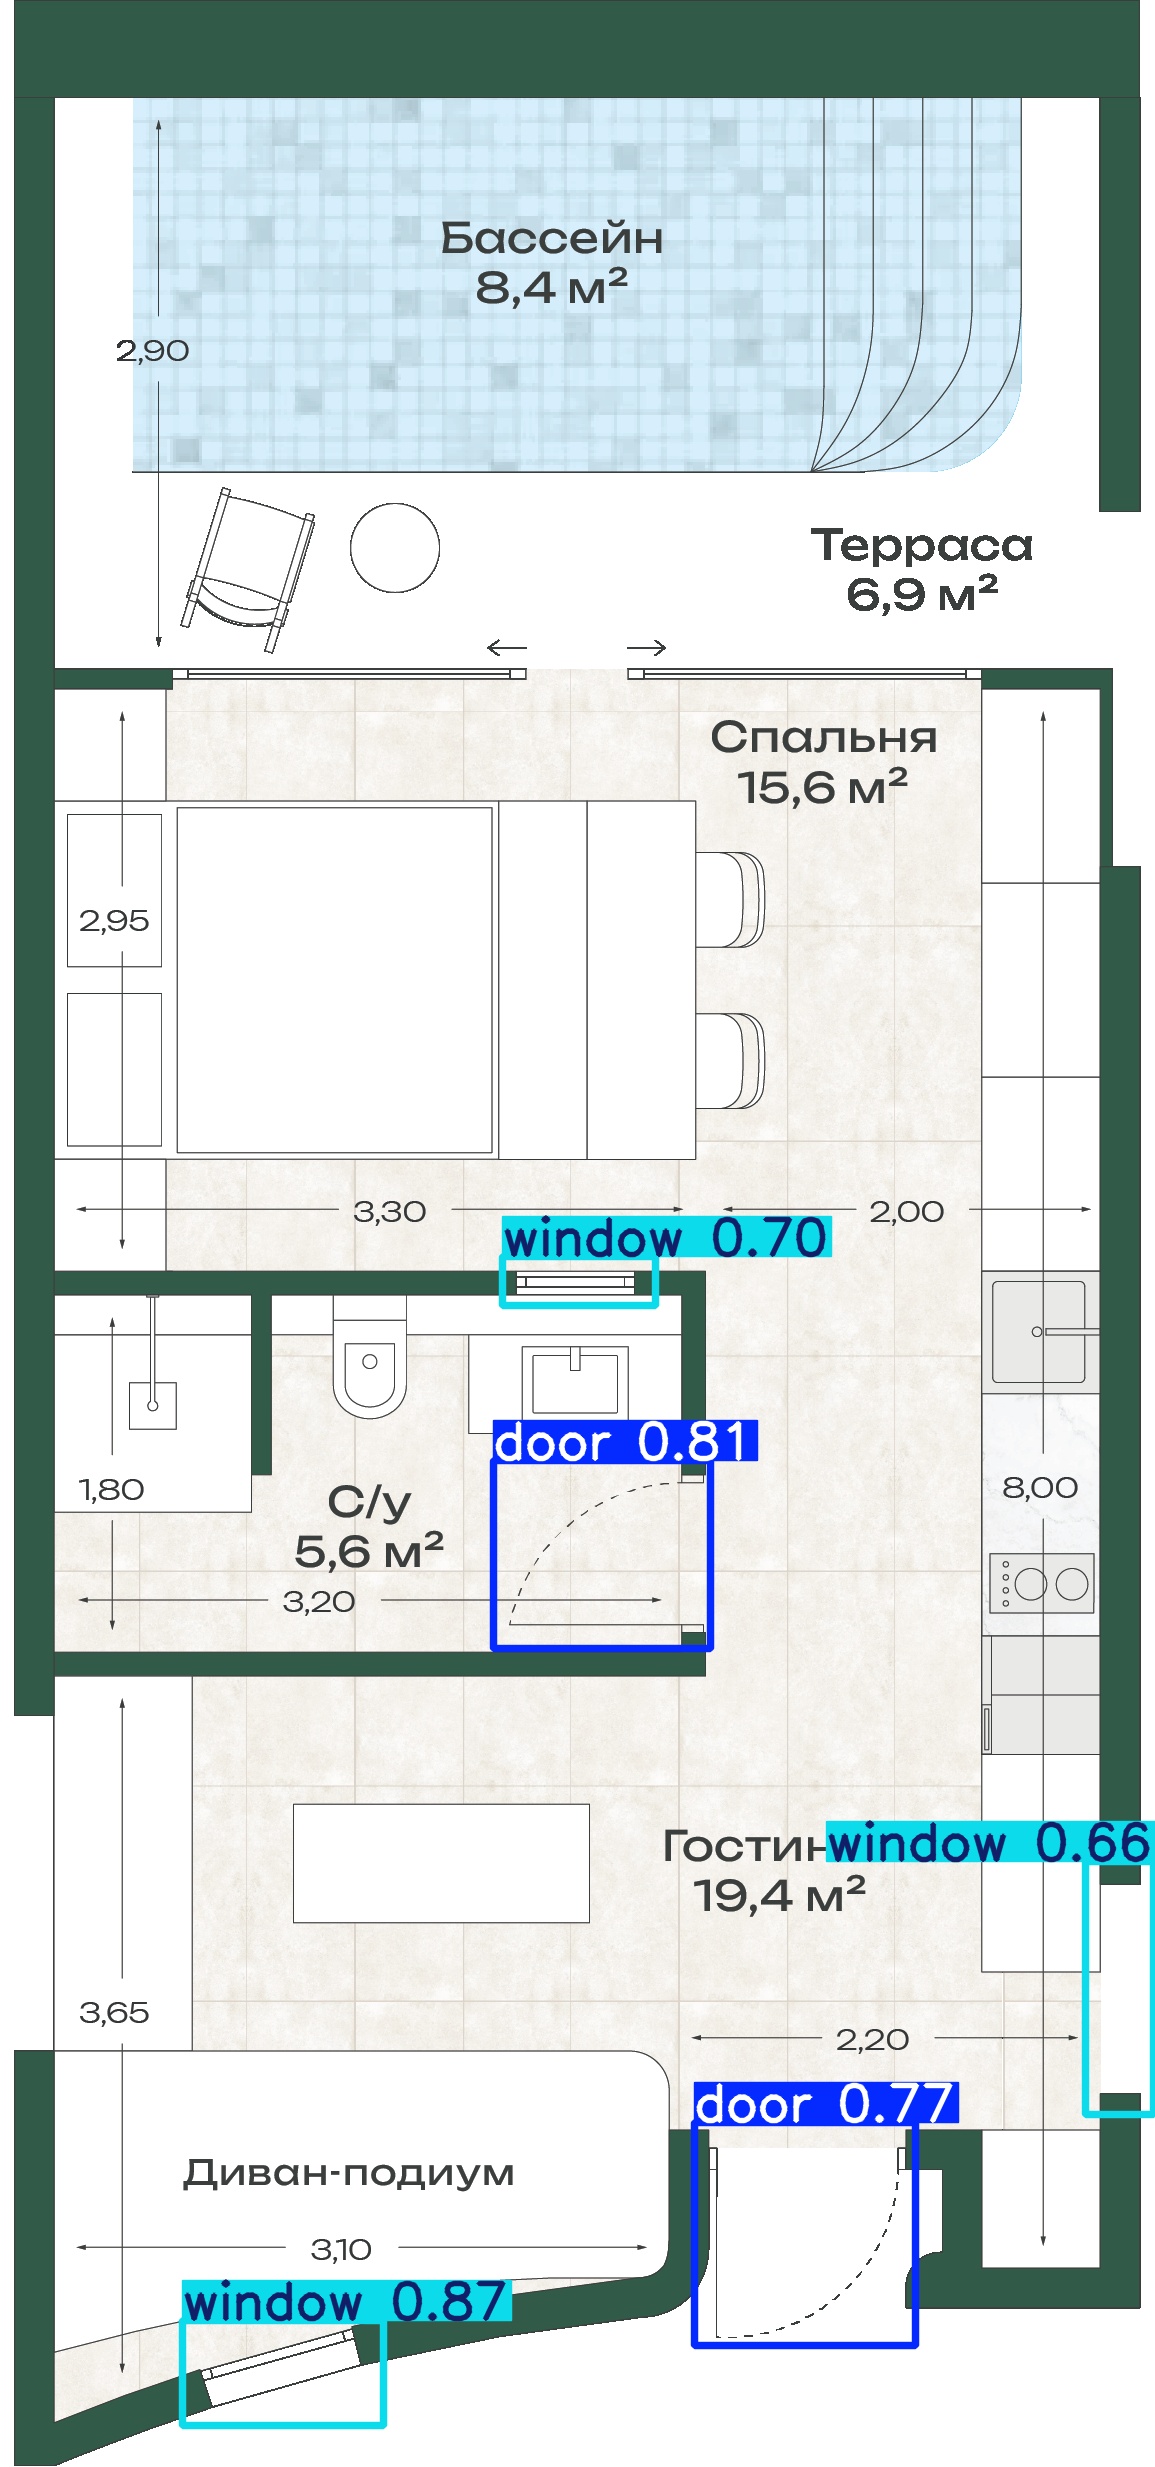 Бассейн
8,4 м²
2,90
Терраса
6,9 м²
Спальня
15,6 м²
2,95
3,30
2,00
window 0.70
door 0.81
1,80
С/у
5,6 м²
8,00
3,20
window 0.66
19,4 м²
3,65
2,20
door 0.77
Диван-подиум
3,10
window 0.87